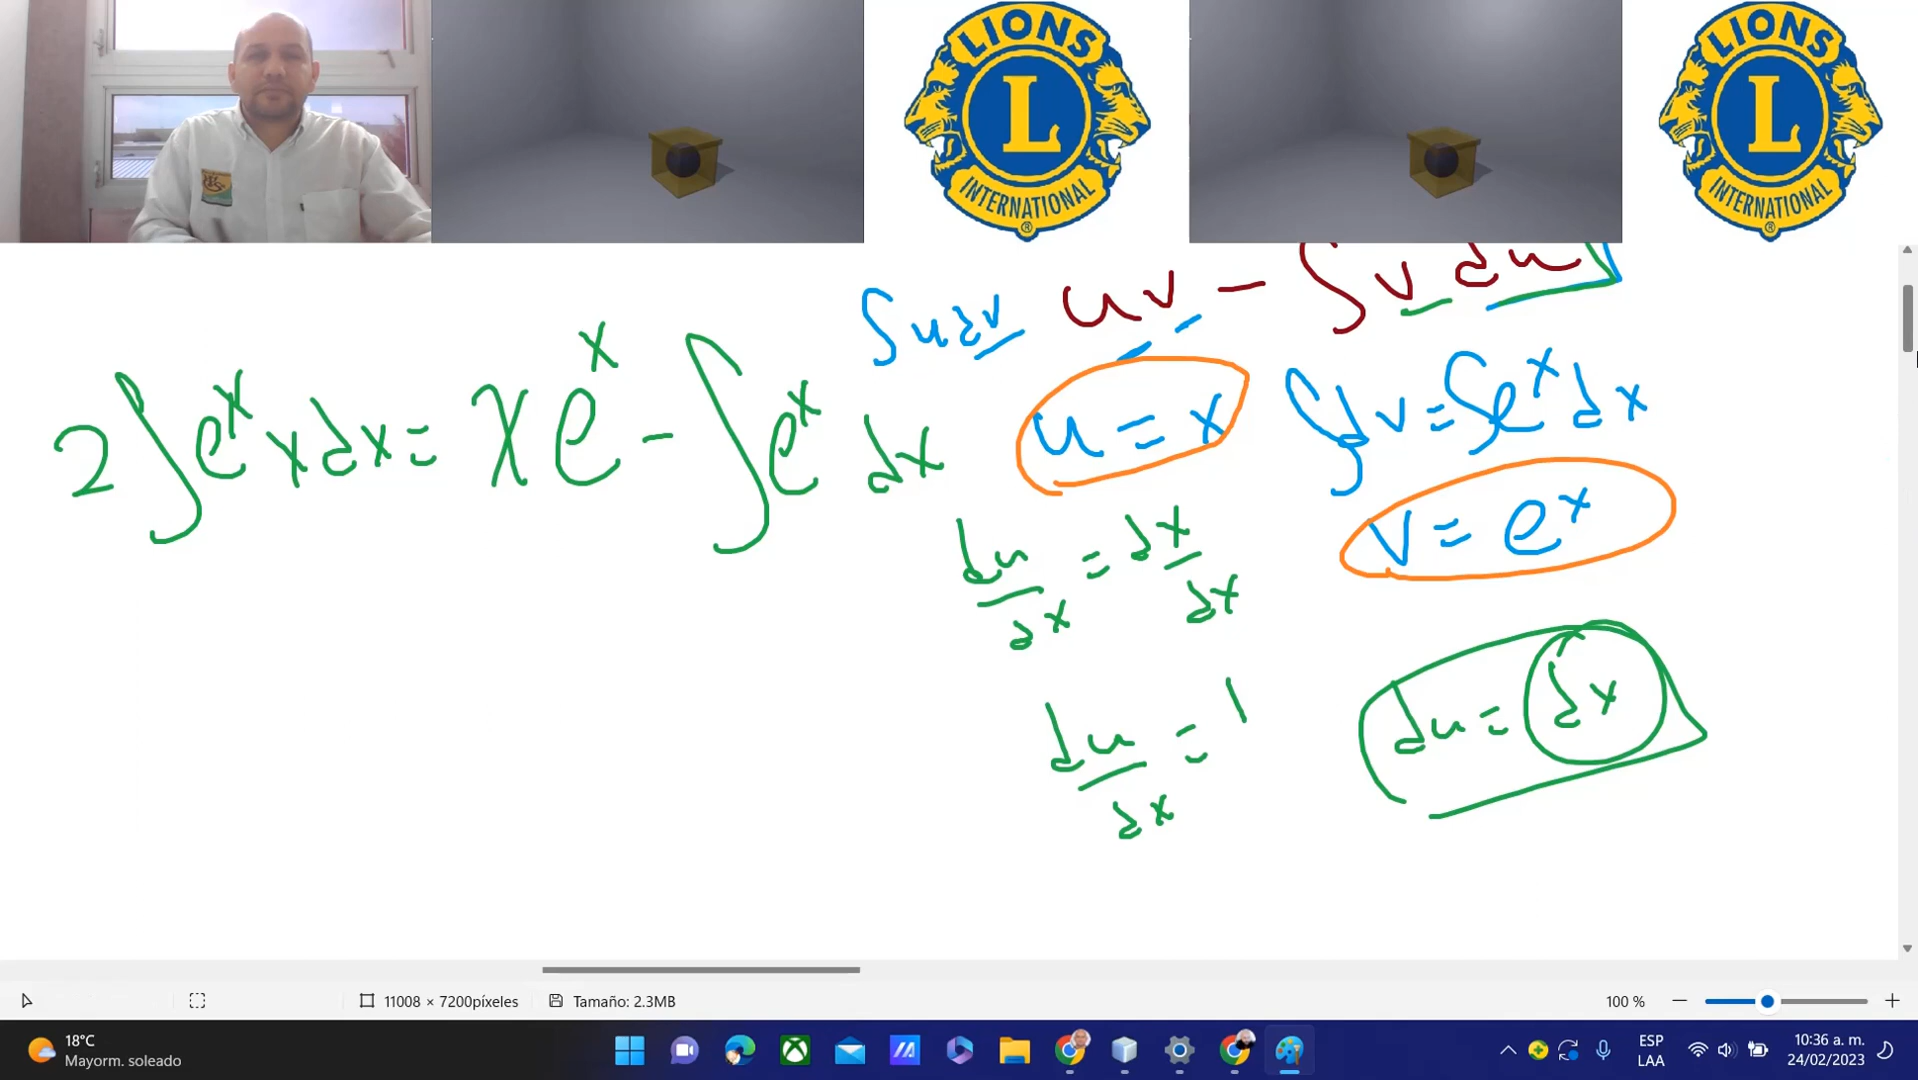 LIONS
L
INTERNATIONAL
®
LIONS
L
INTERNATIONAL
®
∫udv uv − ∫v du
2∫eˣxdx = xeˣ − ∫eˣ dx
u = x
∫dv = ∫eˣdx
v = eˣ
du/dx = dx/dx
du/dx = 1
du = dx
11008 × 7200píxeles
Tamaño: 2.3MB
100 %
18°C
Mayorm. soleado
ESP
LAA
10:36 a. m.
24/02/2023